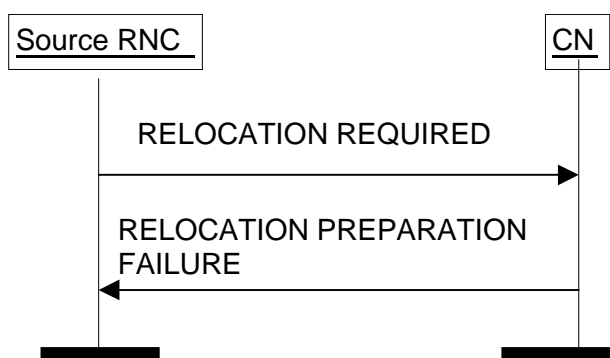 Source RNC
CN
RELOCATION REQUIRED
RELOCATION PREPARATION
FAILURE